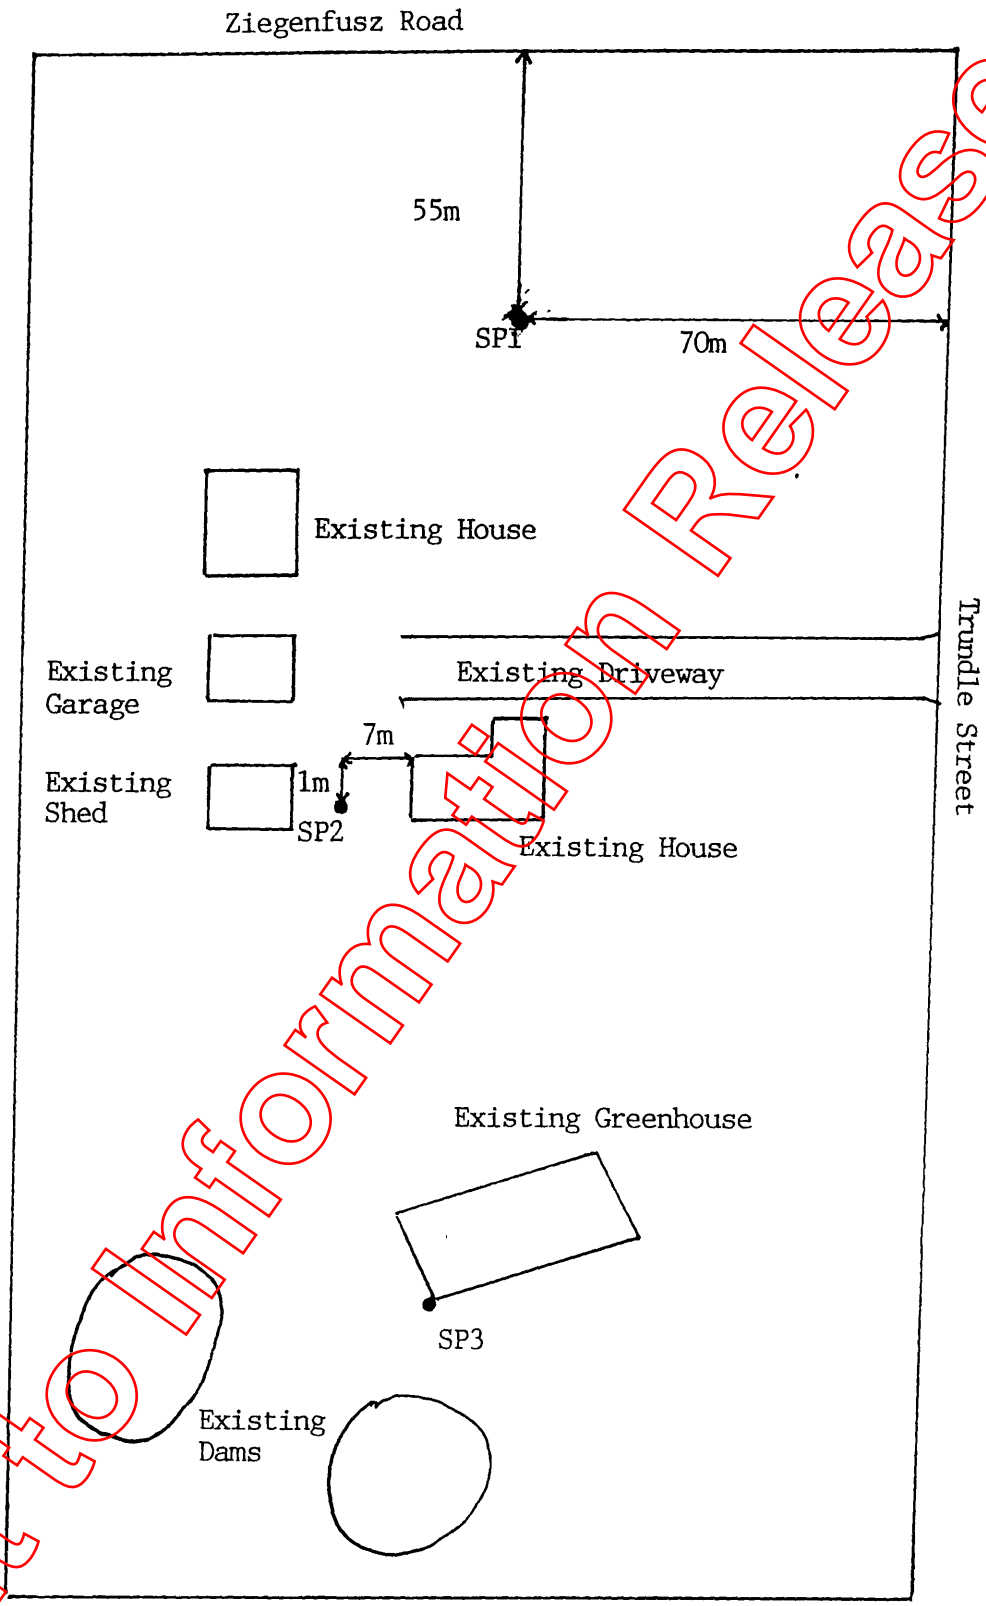 Ziegenfusz Road
55m
SP1
70m
Existing House
Existing Driveway
Trundle Street
Existing
Garage
7m
Existing
Shed
1m
SP2
Existing House
Existing Greenhouse
SP3
Existing
Dams
to Information Release